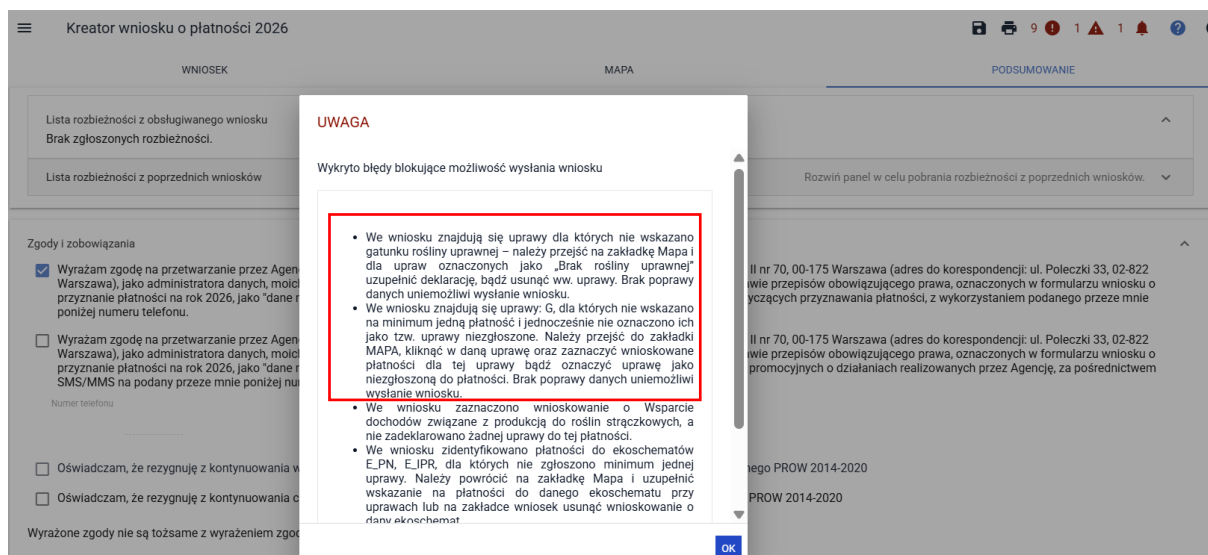 Kreator wniosku o płatności 2026
9 1 1
WNIOSEK MAPA PODSUMOWANIE
Lista rozbieżności z obsługiwanego wniosku
Brak zgłoszonych rozbieżności.
Lista rozbieżności z poprzednich wniosków
Rozwiń panel w celu pobrania rozbieżności z poprzednich wniosków.
Zgody i zobowiązania
Wyrażam zgodę na przetwarzanie przez Agen
Warszawa), jako administratora danych, moich
przyznanie płatności na rok 2026, jako "dane n
poniżej numeru telefonu.
II nr 70, 00-175 Warszawa (adres do korespondencji: ul. Poleczki 33, 02-822
wie przepisów obowiązującego prawa, oznaczonych w formularzu wniosku o
yczących przyznawania płatności, z wykorzystaniem podanego przeze mnie
Wyrażam zgodę na przetwarzanie przez Agen
Warszawa), jako administratora danych, moich
przyznanie płatności na rok 2026, jako "dane n
SMS/MMS na podany przeze mnie poniżej nu
II nr 70, 00-175 Warszawa (adres do korespondencji: ul. Poleczki 33, 02-822
wie przepisów obowiązującego prawa, oznaczonych w formularzu wniosku o
promocyjnych o działaniach realizowanych przez Agencję, za pośrednictwem
Numer telefonu
Oświadczam, że rezygnuję z kontynuowania w
nego PROW 2014-2020
Oświadczam, że rezygnuję z kontynuowania c
PROW 2014-2020
Wyrażone zgody nie są tożsame z wyrażeniem zgo
UWAGA
Wykryto błędy blokujące możliwość wysłania wniosku
• We wniosku znajdują się uprawy dla których nie wskazano
gatunku rośliny uprawnej – należy przejść na zakładkę Mapa i
dla upraw oznaczonych jako „Brak rośliny uprawnej”
uzupełnić deklarację, bądź usunąć ww. uprawy. Brak poprawy
danych uniemożliwi wysłanie wniosku.
• We wniosku znajdują się uprawy: G, dla których nie wskazano
na minimum jedną płatność i jednocześnie nie oznaczono ich
jako tzw. uprawy niezgłoszone. Należy przejść do zakładki
MAPA, kliknąć w daną uprawę oraz zaznaczyć wnioskowane
płatności dla tej uprawy bądź oznaczyć uprawę jako
niezgłoszoną do płatności. Brak poprawy danych uniemożliwi
wysłanie wniosku.
• We wniosku zaznaczono wnioskowanie o Wsparcie
dochodów związane z produkcją do roślin strączkowych, a
nie zadeklarowano żadnej uprawy do tej płatności.
• We wniosku zidentyfikowano płatności do ekoschematów
E_PN, E_IPR, dla których nie zgłoszono minimum jednej
uprawy. Należy powrócić na zakładkę Mapa i uzupełnić
wskazanie na płatności do danego ekoschematu przy
uprawach lub na zakładce wniosek usunąć wnioskowanie o
dany ekoschemat
OK